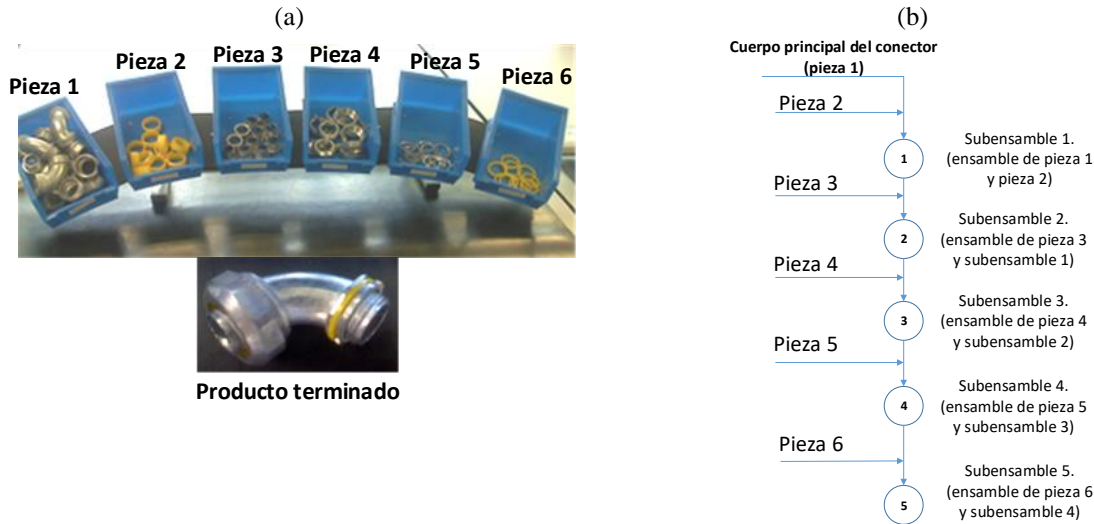 (a)
Pieza 1
Pieza 2
Pieza 3
Pieza 4
Pieza 5
Pieza 6
Producto terminado
(b)
Cuerpo principal del conector
(pieza 1)
Pieza 2
1
Subensamble 1.
(ensamble de pieza 1
y pieza 2)
Pieza 3
2
Subensamble 2.
(ensamble de pieza 3
y subensamble 1)
Pieza 4
3
Subensamble 3.
(ensamble de pieza 4
y subensamble 2)
Pieza 5
4
Subensamble 4.
(ensamble de pieza 5
y subensamble 3)
Pieza 6
5
Subensamble 5.
(ensamble de pieza 6
y subensamble 4)